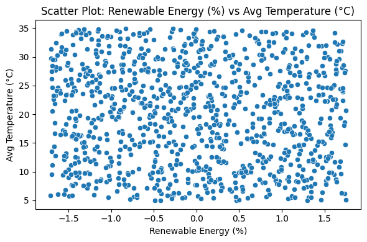 Scatter Plot: Renewable Energy (%) vs Avg Temperature (°C)
35
30
25
20
15
10
5
Avg Temperature (°C)
−1.5 −1.0 −0.5 0.0 0.5 1.0 1.5
Renewable Energy (%)